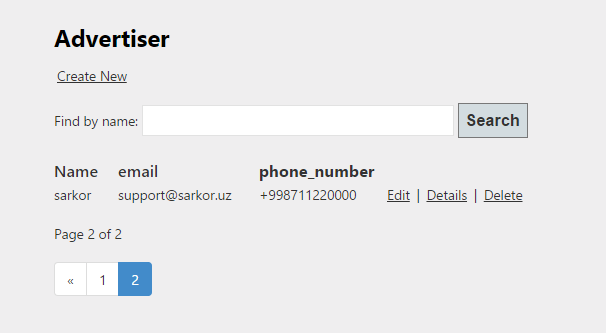 Advertiser
Create New
Find by name: Search
Name email phone_number
sarkor support@sarkor.uz +998711220000 Edit | Details | Delete
Page 2 of 2
« 1 2